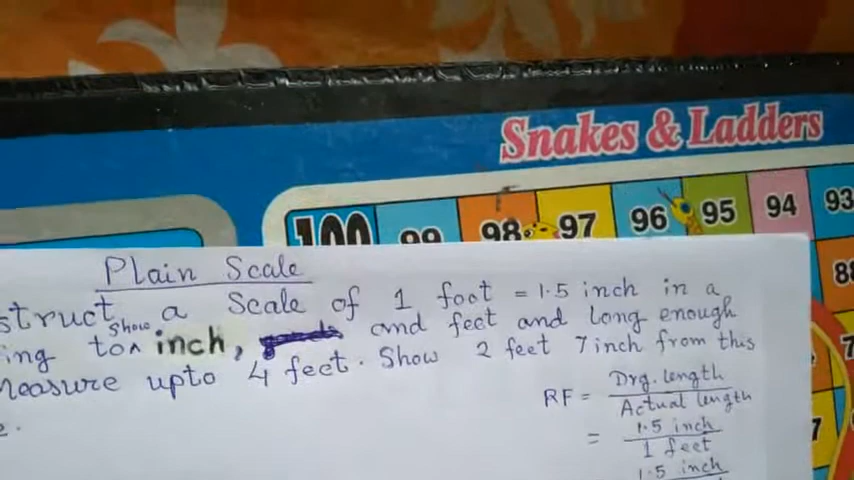 Snakes & Ladders
100 99 98 97 96 95 94 93
88
Plain Scale
struct a Scale of 1 foot = 1.5 inch in a
show
ing to^ inch, and feet and long enough
measure upto 4 feet. Show 2 feet 7 inch from this
RF = Drg. length
Actual length
= 1.5 inch
1 feet
1.5 inch